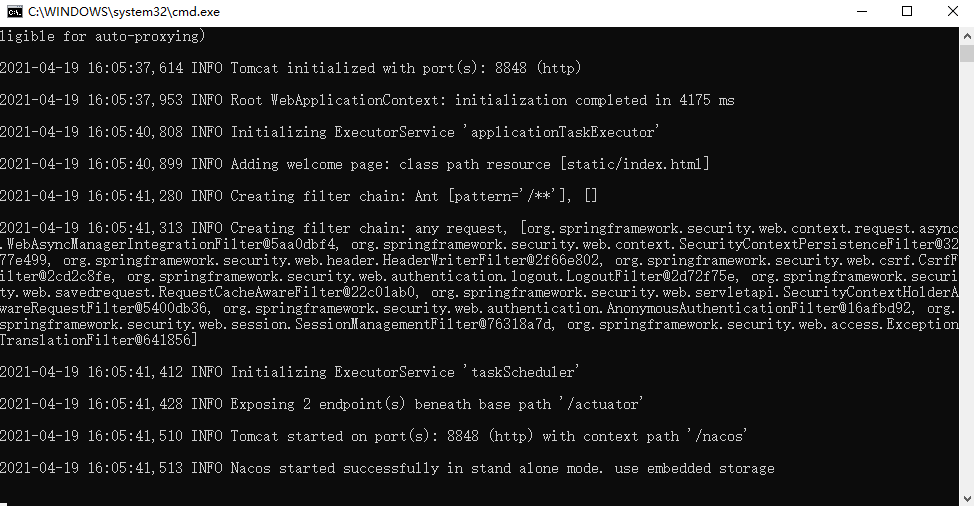 C:\WINDOWS\system32\cmd.exe
ligible for auto-proxying)
2021-04-19 16:05:37,614 INFO Tomcat initialized with port(s): 8848 (http)
2021-04-19 16:05:37,953 INFO Root WebApplicationContext: initialization completed in 4175 ms
2021-04-19 16:05:40,808 INFO Initializing ExecutorService 'applicationTaskExecutor'
2021-04-19 16:05:40,899 INFO Adding welcome page: class path resource [static/index.html]
2021-04-19 16:05:41,280 INFO Creating filter chain: Ant [pattern='/**'], []
2021-04-19 16:05:41,313 INFO Creating filter chain: any request, [org.springframework.security.web.context.request.async
.WebAsyncManagerIntegrationFilter@5aa0dbf4, org.springframework.security.web.context.SecurityContextPersistenceFilter@32
77e499, org.springframework.security.web.header.HeaderWriterFilter@2f66e802, org.springframework.security.web.csrf.CsrfF
ilter@2cd2c8fe, org.springframework.security.web.authentication.logout.LogoutFilter@2d72f75e, org.springframework.securi
ty.web.savedrequest.RequestCacheAwareFilter@22c01ab0, org.springframework.security.web.servletapi.SecurityContextHolderA
wareRequestFilter@5400db36, org.springframework.security.web.authentication.AnonymousAuthenticationFilter@16afbd92, org.
springframework.security.web.session.SessionManagementFilter@76318a7d, org.springframework.security.web.access.Exception
TranslationFilter@641856]
2021-04-19 16:05:41,412 INFO Initializing ExecutorService 'taskScheduler'
2021-04-19 16:05:41,428 INFO Exposing 2 endpoint(s) beneath base path '/actuator'
2021-04-19 16:05:41,510 INFO Tomcat started on port(s): 8848 (http) with context path '/nacos'
2021-04-19 16:05:41,513 INFO Nacos started successfully in stand alone mode. use embedded storage